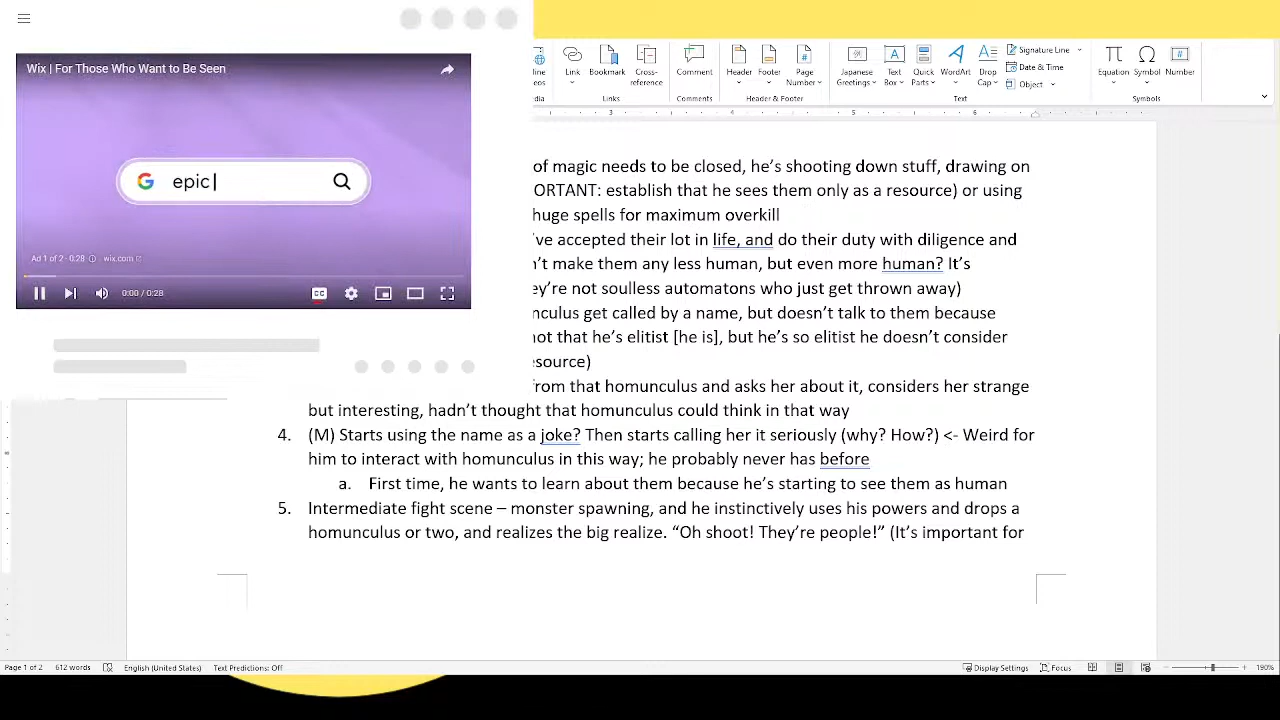 Wix | For Those Who Want to Be Seen
epic
Ad 1 of 2 · 0:28 wix.com
0:00 / 0:28
CC
Link
Bookmark
Cross-
reference
Links
Comment
Comments
Header
Footer
Page
Number
Header & Footer
Japanese
Greetings
Text
Box
Quick
Parts
WordArt
Drop
Cap
Signature Line
Date & Time
Object
Text
Equation
Symbol
Number
Symbols
3 4 5 6
of magic needs to be closed, he’s shooting down stuff, drawing on
ORTANT: establish that he sees them only as a resource) or using
huge spells for maximum overkill
’ve accepted their lot in life, and do their duty with diligence and
n’t make them any less human, but even more human? It’s
ey’re not soulless automatons who just get thrown away)
nculus get called by a name, but doesn’t talk to them because
not that he’s elitist [he is], but he’s so elitist he doesn’t consider
esource)
from that homunculus and asks her about it, considers her strange
but interesting, hadn’t thought that homunculus could think in that way
4. (M) Starts using the name as a joke? Then starts calling her it seriously (why? How?) <- Weird for
him to interact with homunculus in this way; he probably never has before
a. First time, he wants to learn about them because he’s starting to see them as human
5. Intermediate fight scene – monster spawning, and he instinctively uses his powers and drops a
homunculus or two, and realizes the big realize. “Oh shoot! They’re people!” (It’s important for
Page 1 of 2 612 words English (United States) Text Predictions: Off Display Settings Focus 190%